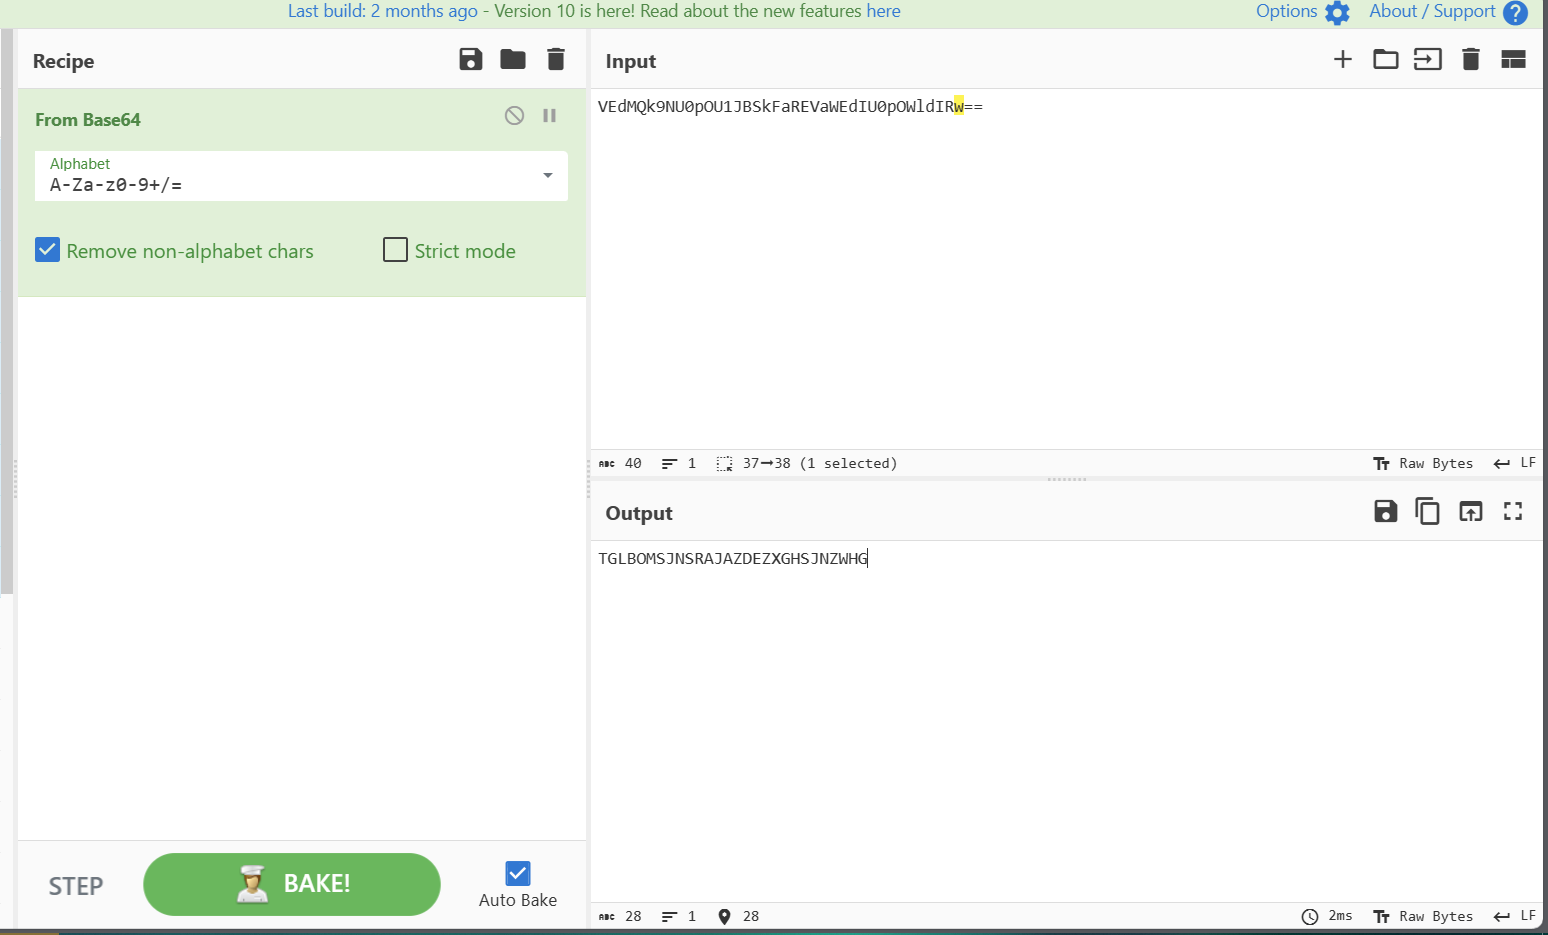 Last build: 2 months ago - Version 10 is here! Read about the new features here
Options
About / Support
?
Recipe
From Base64
Alphabet
A-Za-z0-9+/=
Remove non-alphabet chars
Strict mode
STEP
BAKE!
Auto Bake
Input
VEdMQk9NU0pOU1JBSkFaREVaWEdIU0pOWldIRw==
ABC 40
1
37→38 (1 selected)
Raw Bytes
LF
Output
TGLBOMSJNSRAJAZDEZXGHSJNZWHG
ABC 28
1
28
2ms
Raw Bytes
LF